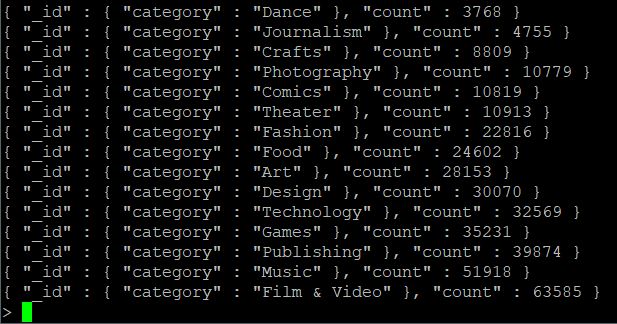 { "_id" : { "category" : "Dance" }, "count" : 3768 }
{ "_id" : { "category" : "Journalism" }, "count" : 4755 }
{ "_id" : { "category" : "Crafts" }, "count" : 8809 }
{ "_id" : { "category" : "Photography" }, "count" : 10779 }
{ "_id" : { "category" : "Comics" }, "count" : 10819 }
{ "_id" : { "category" : "Theater" }, "count" : 10913 }
{ "_id" : { "category" : "Fashion" }, "count" : 22816 }
{ "_id" : { "category" : "Food" }, "count" : 24602 }
{ "_id" : { "category" : "Art" }, "count" : 28153 }
{ "_id" : { "category" : "Design" }, "count" : 30070 }
{ "_id" : { "category" : "Technology" }, "count" : 32569 }
{ "_id" : { "category" : "Games" }, "count" : 35231 }
{ "_id" : { "category" : "Publishing" }, "count" : 39874 }
{ "_id" : { "category" : "Music" }, "count" : 51918 }
{ "_id" : { "category" : "Film & Video" }, "count" : 63585 }
>